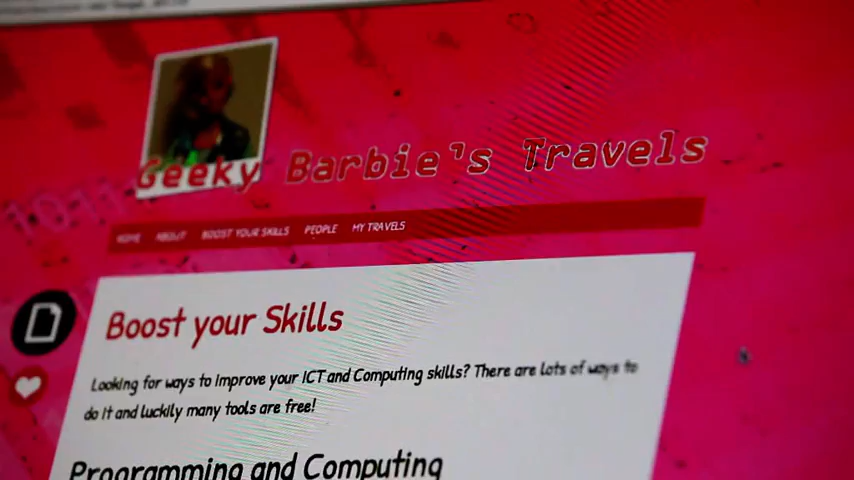 Geeky Barbie's Travels
HOME ABOUT BOOST YOUR SKILLS PEOPLE MY TRAVELS
Boost your Skills
Looking for ways to improve your ICT and Computing skills? There are lots of ways to
do it and luckily many tools are free!
Programming and Computing